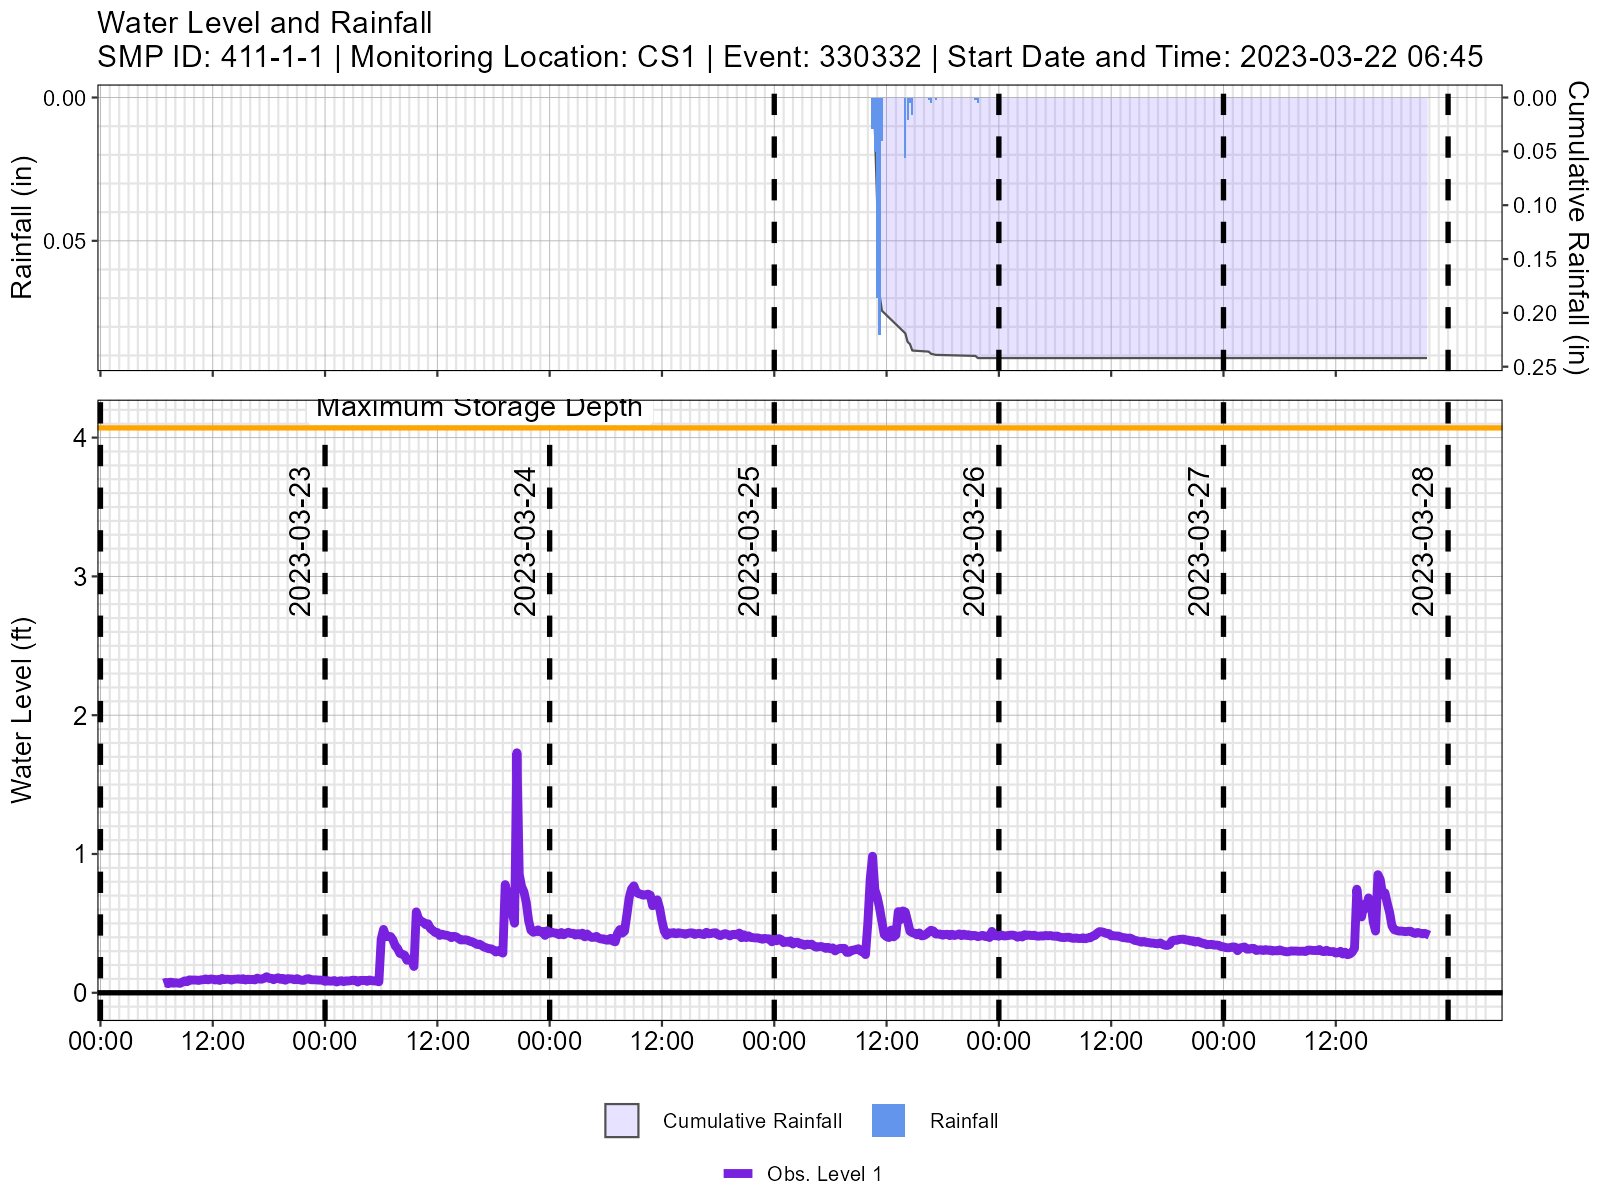 Water Level and Rainfall
SMP ID: 411-1-1 | Monitoring Location: CS1 | Event: 330332 | Start Date and Time: 2023-03-22 06:45
0.00
0.05
Rainfall (in)
0.00
0.05
0.10
0.15
0.20
0.25
Cumulative Rainfall (in)
Maximum Storage Depth
4
3
2
1
0
Water Level (ft)
2023-03-23
2023-03-24
2023-03-25
2023-03-26
2023-03-27
2023-03-28
00:00 12:00 00:00 12:00 00:00 12:00 00:00 12:00 00:00 12:00 00:00 12:00
Cumulative Rainfall Rainfall
Obs. Level 1